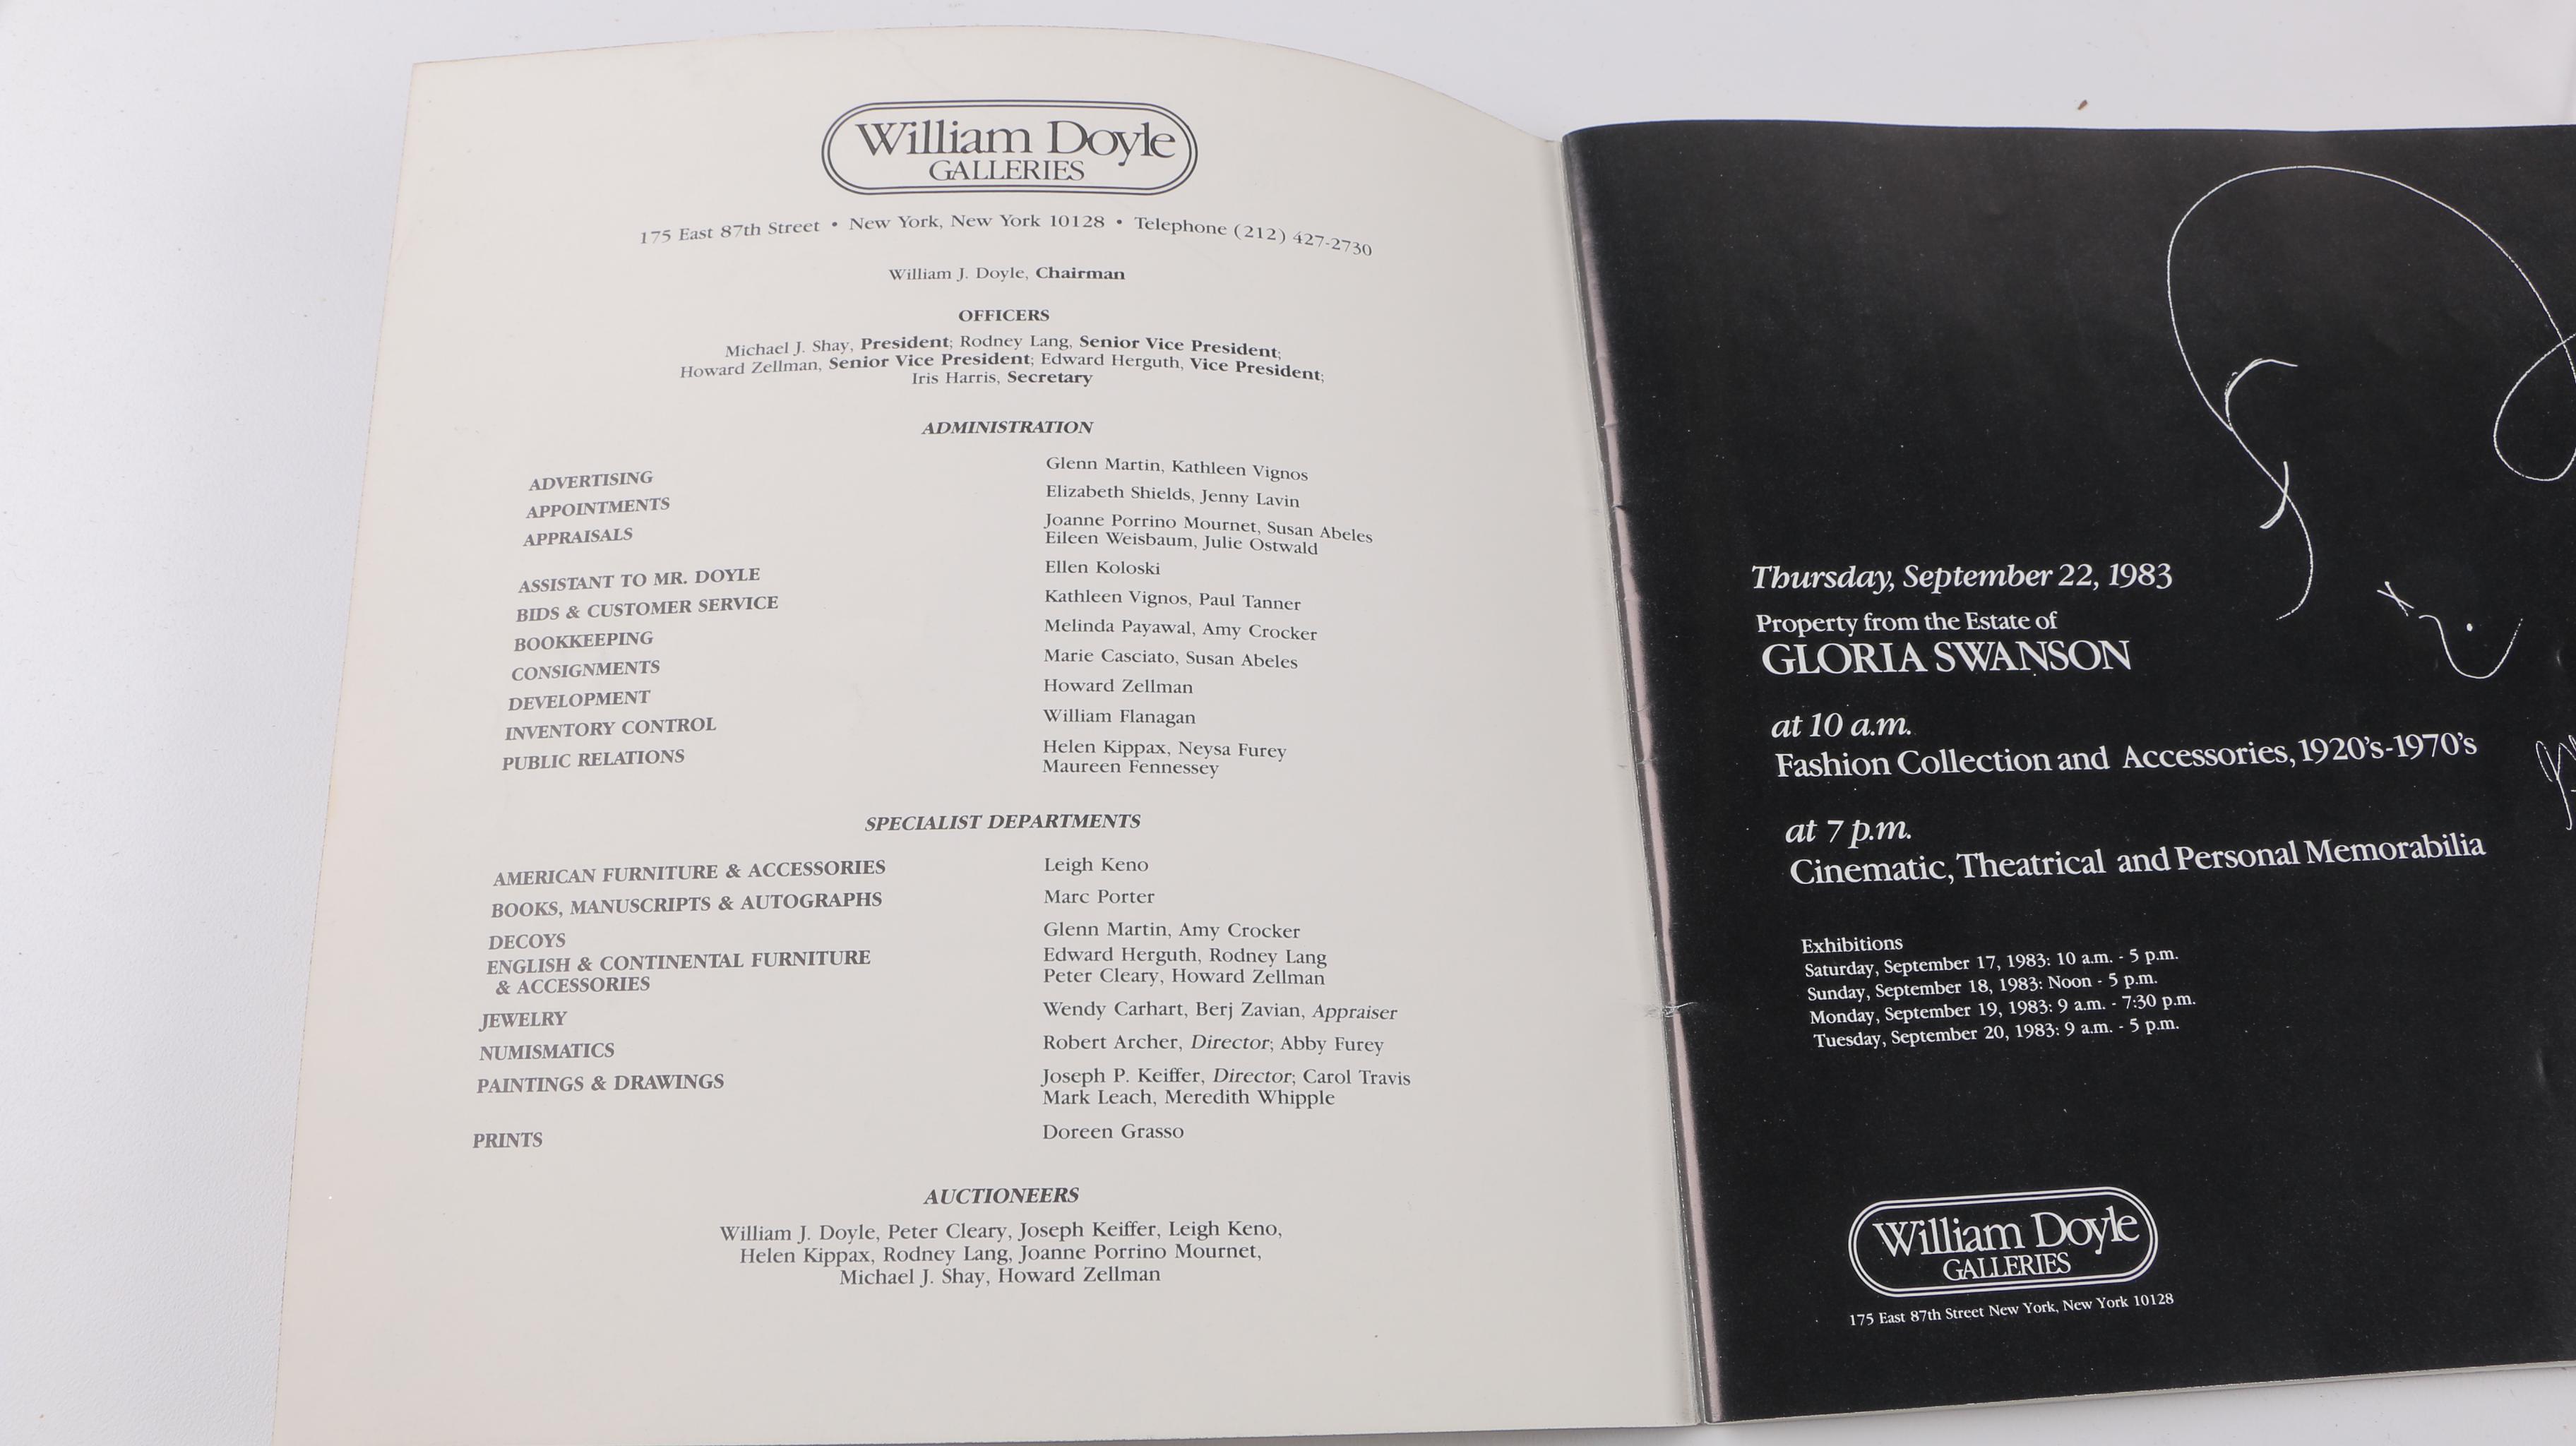 William Doyle
GALLERIES
175 East 87th Street • New York, New York 10128 • Telephone (212) 427-2730
William J. Doyle, Chairman
OFFICERS
Michael J. Shay, President; Rodney Lang, Senior Vice President;
Howard Zellman, Senior Vice President; Edward Herguth, Vice President;
Iris Harris, Secretary
ADMINISTRATION
ADVERTISING Glenn Martin, Kathleen Vignos
APPOINTMENTS Elizabeth Shields, Jenny Lavin
APPRAISALS Joanne Porrino Mournet, Susan Abeles
Eileen Weisbaum, Julie Ostwald
ASSISTANT TO MR. DOYLE Ellen Koloski
BIDS & CUSTOMER SERVICE Kathleen Vignos, Paul Tanner
BOOKKEEPING Melinda Payawal, Amy Crocker
CONSIGNMENTS Marie Casciato, Susan Abeles
DEVELOPMENT Howard Zellman
INVENTORY CONTROL William Flanagan
PUBLIC RELATIONS Helen Kippax, Neysa Furey
Maureen Fennessey
SPECIALIST DEPARTMENTS
AMERICAN FURNITURE & ACCESSORIES Leigh Keno
BOOKS, MANUSCRIPTS & AUTOGRAPHS Marc Porter
DECOYS Glenn Martin, Amy Crocker
ENGLISH & CONTINENTAL FURNITURE Edward Herguth, Rodney Lang
& ACCESSORIES Peter Cleary, Howard Zellman
JEWELRY Wendy Carhart, Berj Zavian, Appraiser
NUMISMATICS Robert Archer, Director; Abby Furey
PAINTINGS & DRAWINGS Joseph P. Keiffer, Director; Carol Travis
Mark Leach, Meredith Whipple
PRINTS Doreen Grasso
AUCTIONEERS
William J. Doyle, Peter Cleary, Joseph Keiffer, Leigh Keno,
Helen Kippax, Rodney Lang, Joanne Porrino Mournet,
Michael J. Shay, Howard Zellman
Thursday, September 22, 1983
Property from the Estate of
GLORIA SWANSON
at 10 a.m.
Fashion Collection and Accessories, 1920's-1970's
at 7 p.m.
Cinematic, Theatrical and Personal Memorabilia
Exhibitions
Saturday, September 17, 1983: 10 a.m. - 5 p.m.
Sunday, September 18, 1983: Noon - 5 p.m.
Monday, September 19, 1983: 9 a.m. - 7:30 p.m.
Tuesday, September 20, 1983: 9 a.m. - 5 p.m.
William Doyle
GALLERIES
175 East 87th Street New York, New York 10128